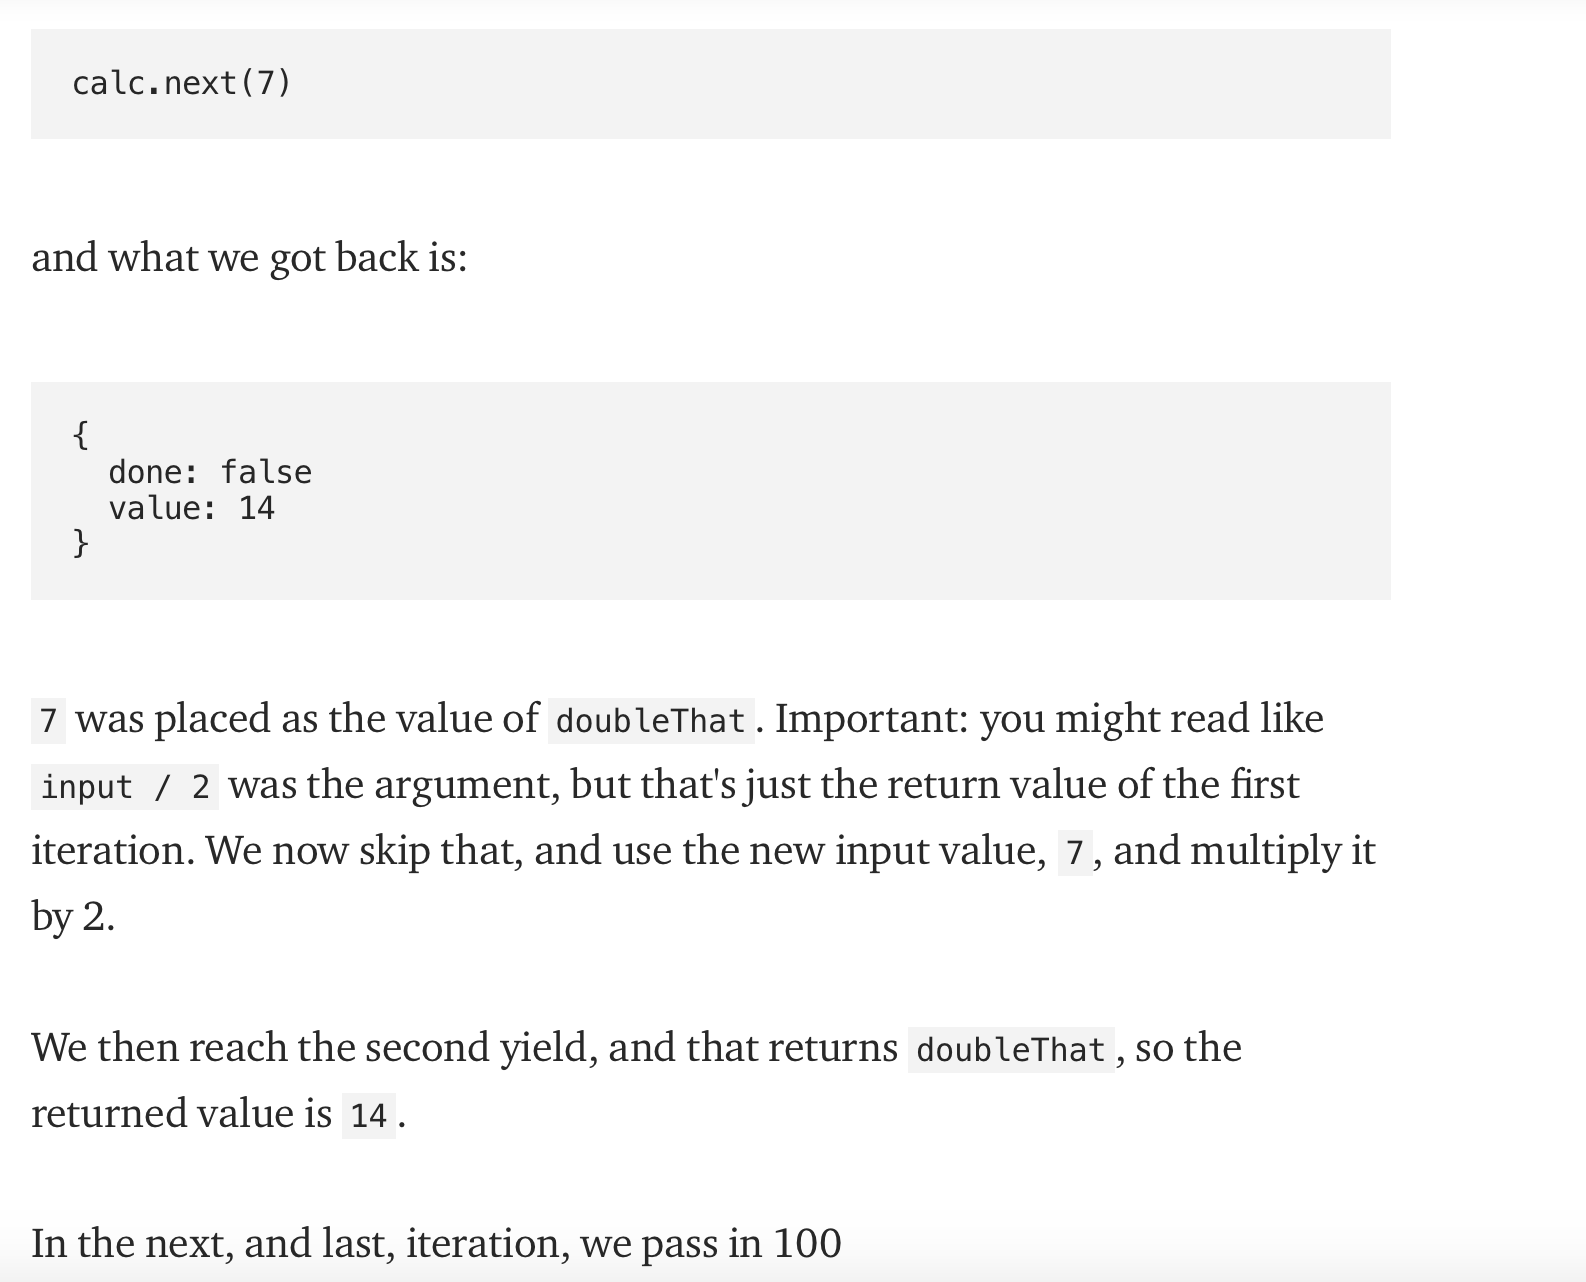 calc.next(7)
and what we got back is:
{
  done: false
  value: 14
}
7 was placed as the value of doubleThat. Important: you might read like
input / 2 was the argument, but that's just the return value of the first
iteration. We now skip that, and use the new input value, 7, and multiply it
by 2.
We then reach the second yield, and that returns doubleThat, so the
returned value is 14.
In the next, and last, iteration, we pass in 100